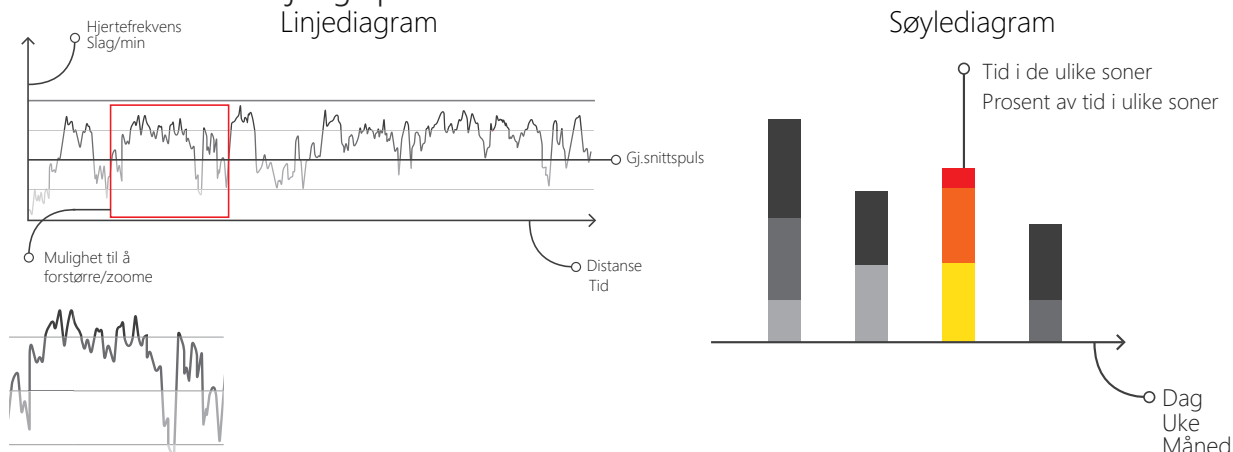 Linjediagram
Hjertefrekvens
Slag/min
Gj.snittspuls
Mulighet til å
forstørre/zoome
Distanse
Tid
Søylediagram
Tid i de ulike soner
Prosent av tid i ulike soner
Dag
Uke
Måned